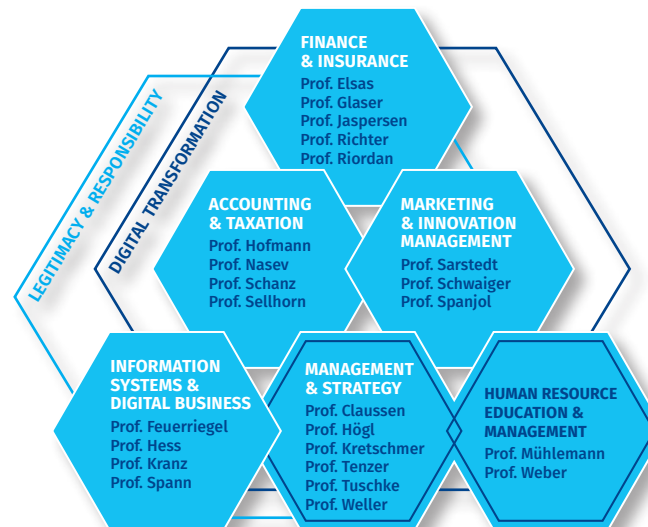 FINANCE
& INSURANCE
Prof. Elsas
Prof. Glaser
Prof. Jaspersen
Prof. Richter
Prof. Riordan
LEGITIMACY & RESPONSIBILITY
DIGITAL TRANSFORMATION
ACCOUNTING
& TAXATION
Prof. Hofmann
Prof. Nasev
Prof. Schanz
Prof. Sellhorn
MARKETING
& INNOVATION
MANAGEMENT
Prof. Sarstedt
Prof. Schwaiger
Prof. Spanjol
INFORMATION
SYSTEMS &
DIGITAL BUSINESS
Prof. Feuerriegel
Prof. Hess
Prof. Kranz
Prof. Spann
MANAGEMENT
& STRATEGY
Prof. Claussen
Prof. Högl
Prof. Kretschmer
Prof. Tenzer
Prof. Tuschke
Prof. Weller
HUMAN RESOURCE
EDUCATION &
MANAGEMENT
Prof. Mühlemann
Prof. Weber